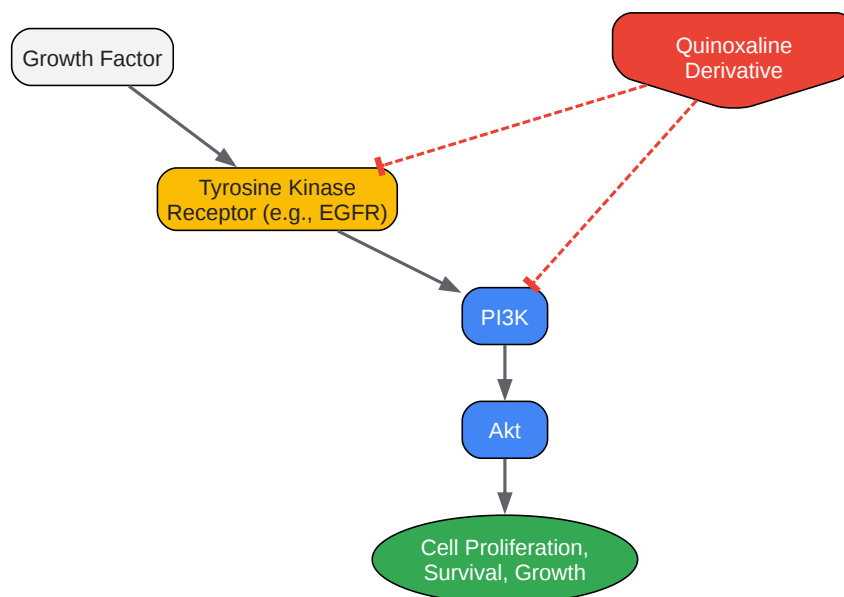 Growth Factor
Quinoxaline
Derivative
Tyrosine Kinase
Receptor (e.g., EGFR)
PI3K
Akt
Cell Proliferation,
Survival, Growth